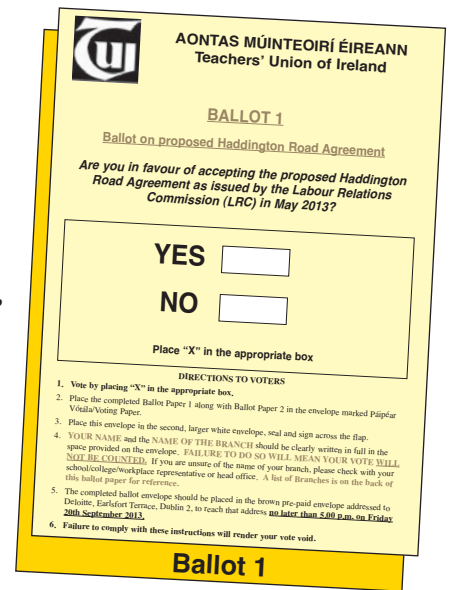 TUI
AONTAS MÚINTEOIRÍ ÉIREANN
Teachers' Union of Ireland
BALLOT 1
Ballot on proposed Haddington Road Agreement
Are you in favour of accepting the proposed Haddington
Road Agreement as issued by the Labour Relations
Commission (LRC) in May 2013?
YES
NO
Place “X” in the appropriate box
DIRECTIONS TO VOTERS
1. Vote by placing “X” in the appropriate box.
2. Place the completed Ballot Paper 1 along with Ballot Paper 2 in the envelope marked Páipéar
Vótála/Voting Paper.
3. Place this envelope in the second, larger white envelope, seal and sign across the flap.
4. YOUR NAME and the NAME OF THE BRANCH should be clearly written in full in the
space provided on the envelope. FAILURE TO DO SO WILL MEAN YOUR VOTE WILL
NOT BE COUNTED. If you are unsure of the name of your branch, please check with your
school/college/workplace representative or head office. A list of Branches is on the back of
this ballot paper for reference.
5. The completed ballot envelope should be placed in the brown pre-paid envelope addressed to
Deloitte, Earlsfort Terrace, Dublin 2, to reach that address no later than 5.00 p.m. on Friday
20th September 2013.
6. Failure to comply with these instructions will render your vote void.
Ballot 1